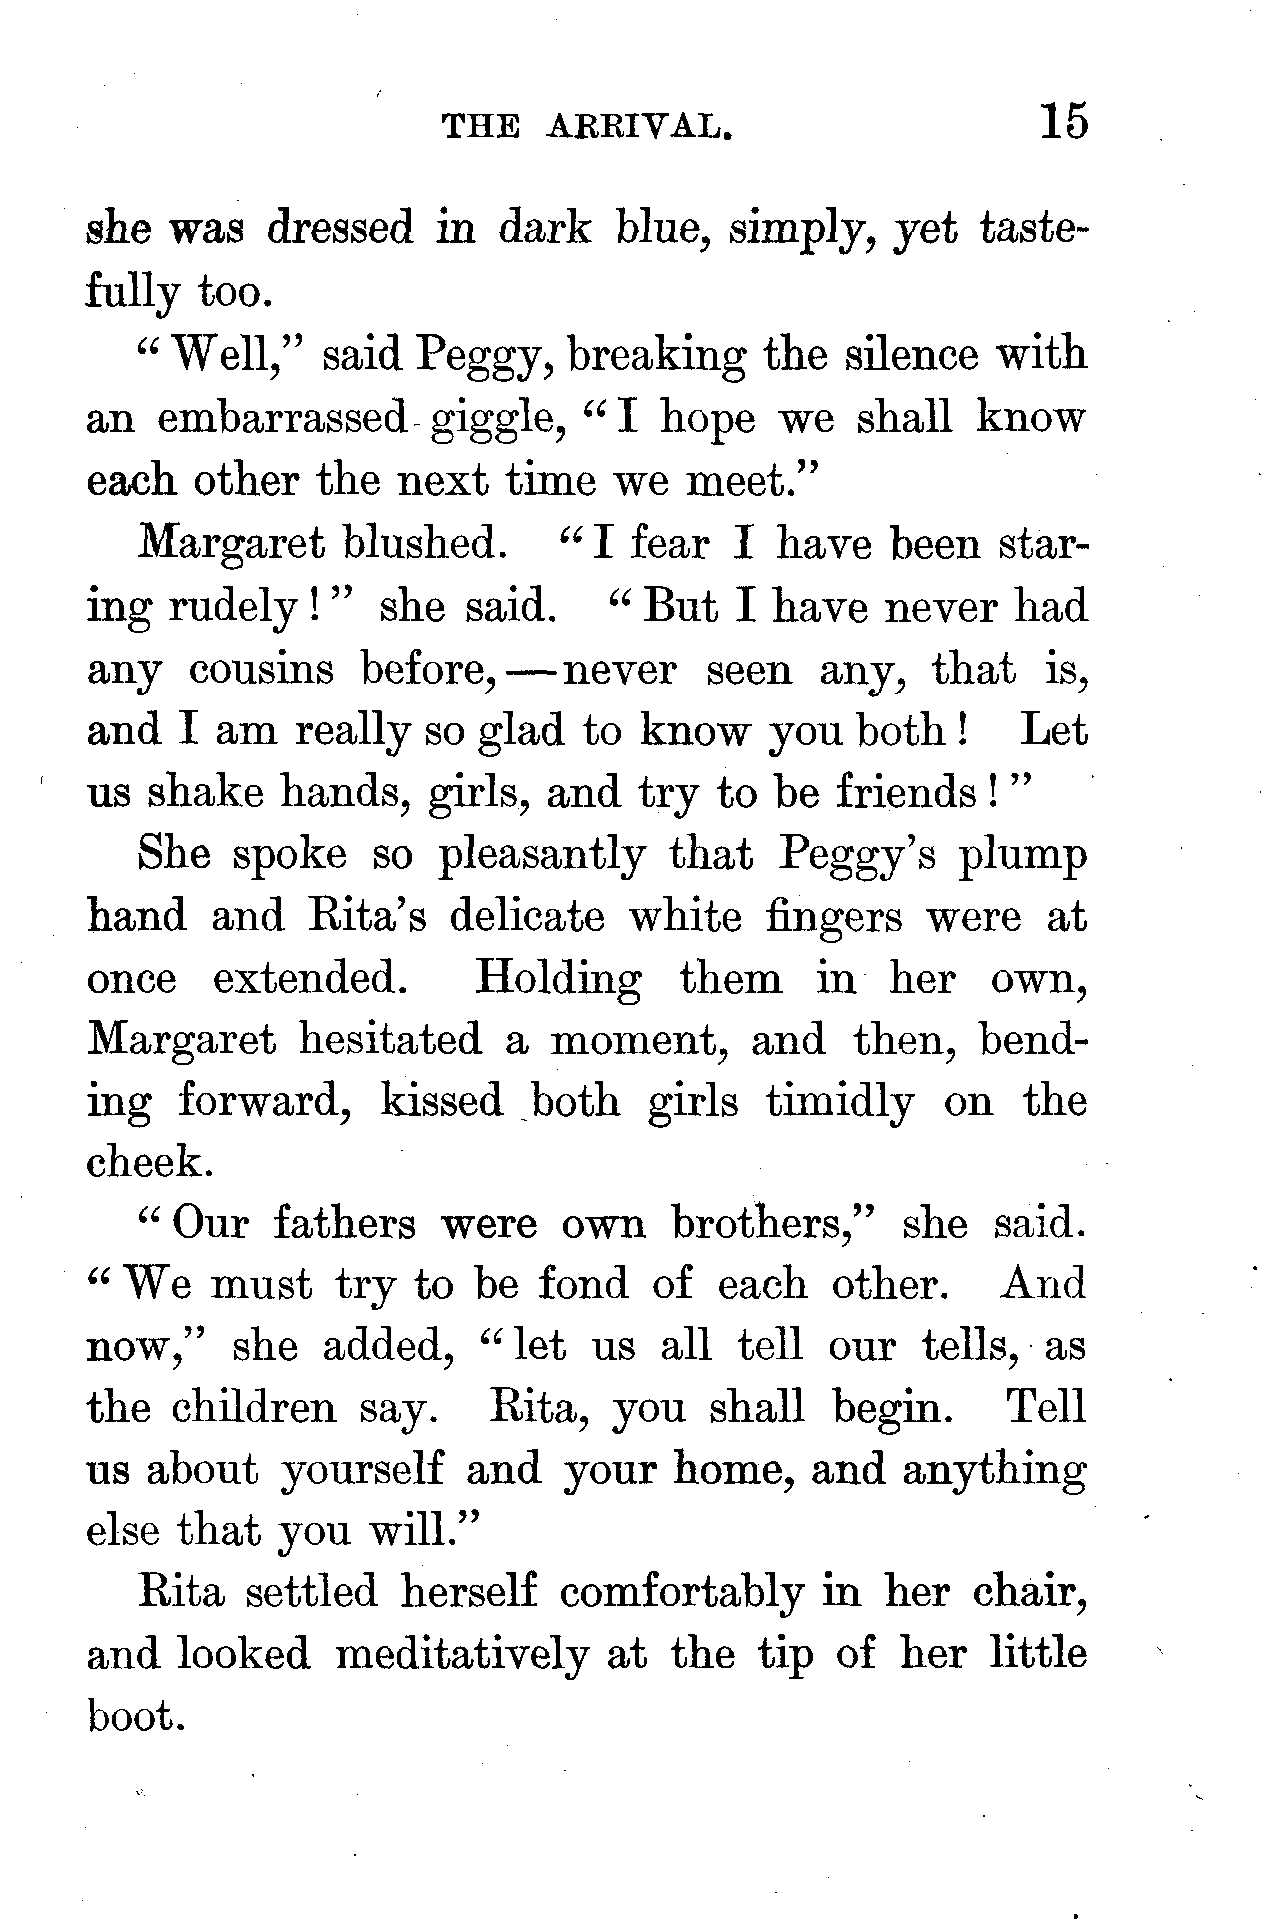 THE ARRIVAL. 15
she was dressed in dark blue, simply, yet taste-
fully too.
“Well,” said Peggy, breaking the silence with
an embarrassed giggle, “I hope we shall know
each other the next time we meet.”
Margaret blushed. “I fear I have been star-
ing rudely!” she said. “But I have never had
any cousins before,—never seen any, that is,
and I am really so glad to know you both! Let
us shake hands, girls, and try to be friends!”
She spoke so pleasantly that Peggy’s plump
hand and Rita’s delicate white fingers were at
once extended. Holding them in her own,
Margaret hesitated a moment, and then, bend-
ing forward, kissed both girls timidly on the
cheek.
“Our fathers were own brothers,” she said.
“We must try to be fond of each other. And
now,” she added, “let us all tell our tells, as
the children say. Rita, you shall begin. Tell
us about yourself and your home, and anything
else that you will.”
Rita settled herself comfortably in her chair,
and looked meditatively at the tip of her little
boot.